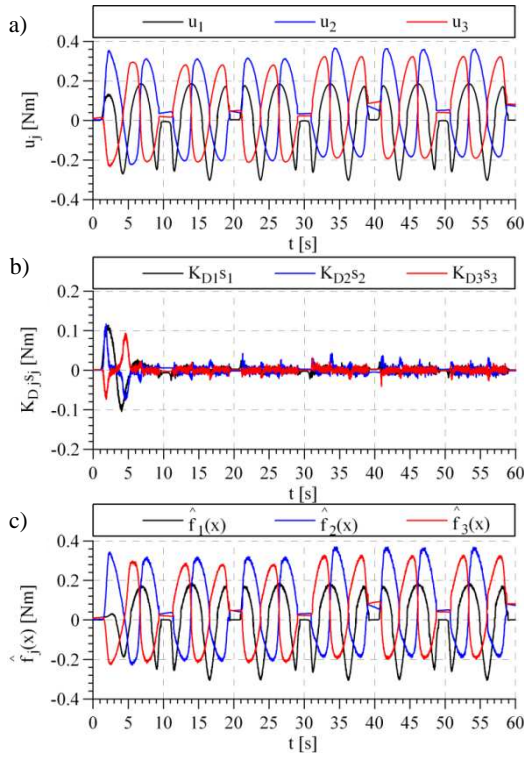 a)
u1 u2 u3
0.4
0.2
0
-0.2
-0.4
uj [Nm]
0 5 10 15 20 25 30 35 40 45 50 55 60
t [s]
b)
KD1s1 KD2s2 KD3s3
0.2
0.1
0
-0.1
-0.2
KDjsj [Nm]
0 5 10 15 20 25 30 35 40 45 50 55 60
t [s]
c)
f̂1(x) f̂2(x) f̂3(x)
0.4
0.2
0
-0.2
-0.4
f̂j(x) [Nm]
0 5 10 15 20 25 30 35 40 45 50 55 60
t [s]